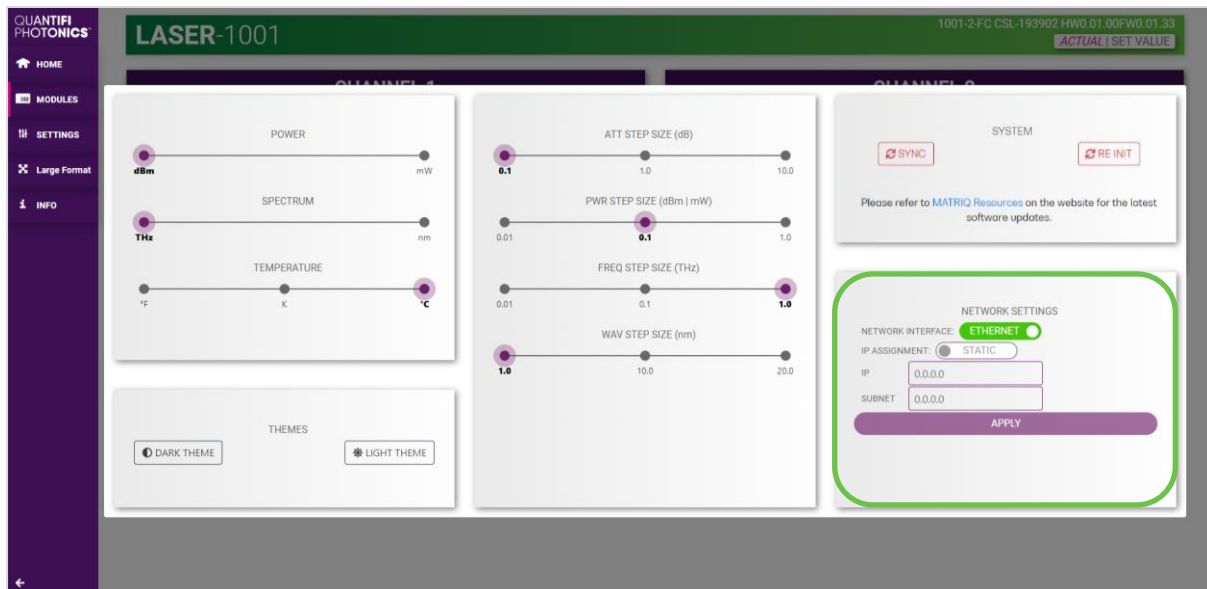 QUANTIFI
PHOTONICS™
HOME
MODULES
SETTINGS
Large Format
INFO
LASER-1001
1001-2-FC CSL-193902 HW0.01.00FW0.01.33
ACTUAL | SET VALUE
POWER
dBm mW
SPECTRUM
THz nm
TEMPERATURE
°F K °C
THEMES
DARK THEME LIGHT THEME
ATT STEP SIZE (dB)
0.1 1.0 10.0
PWR STEP SIZE (dBm | mW)
0.01 0.1 1.0
FREQ STEP SIZE (THz)
0.01 0.1 1.0
WAV STEP SIZE (nm)
1.0 10.0 20.0
SYSTEM
SYNC RE INIT
Please refer to MATRIQ Resources on the website for the latest
software updates.
NETWORK SETTINGS
NETWORK INTERFACE: ETHERNET
IP ASSIGNMENT: STATIC
IP 0.0.0.0
SUBNET 0.0.0.0
APPLY